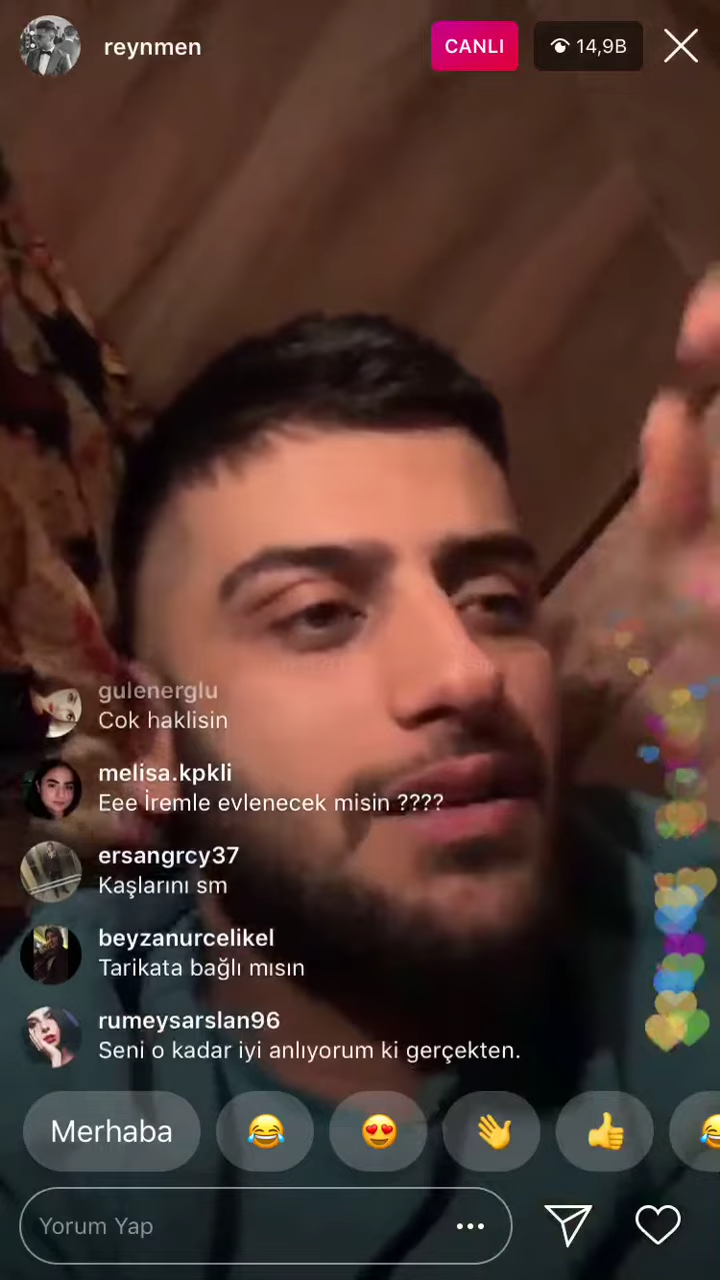 reynmen
CANLI
14,9B
gulenerglu
Cok haklisin
melisa.kpkli
Eee İremle evlenecek misin ????
ersangrcy37
Kaşlarını sm
beyzanurcelikel
Tarikata bağlı mısın
rumeysarslan96
Seni o kadar iyi anlıyorum ki gerçekten.
Merhaba
Yorum Yap